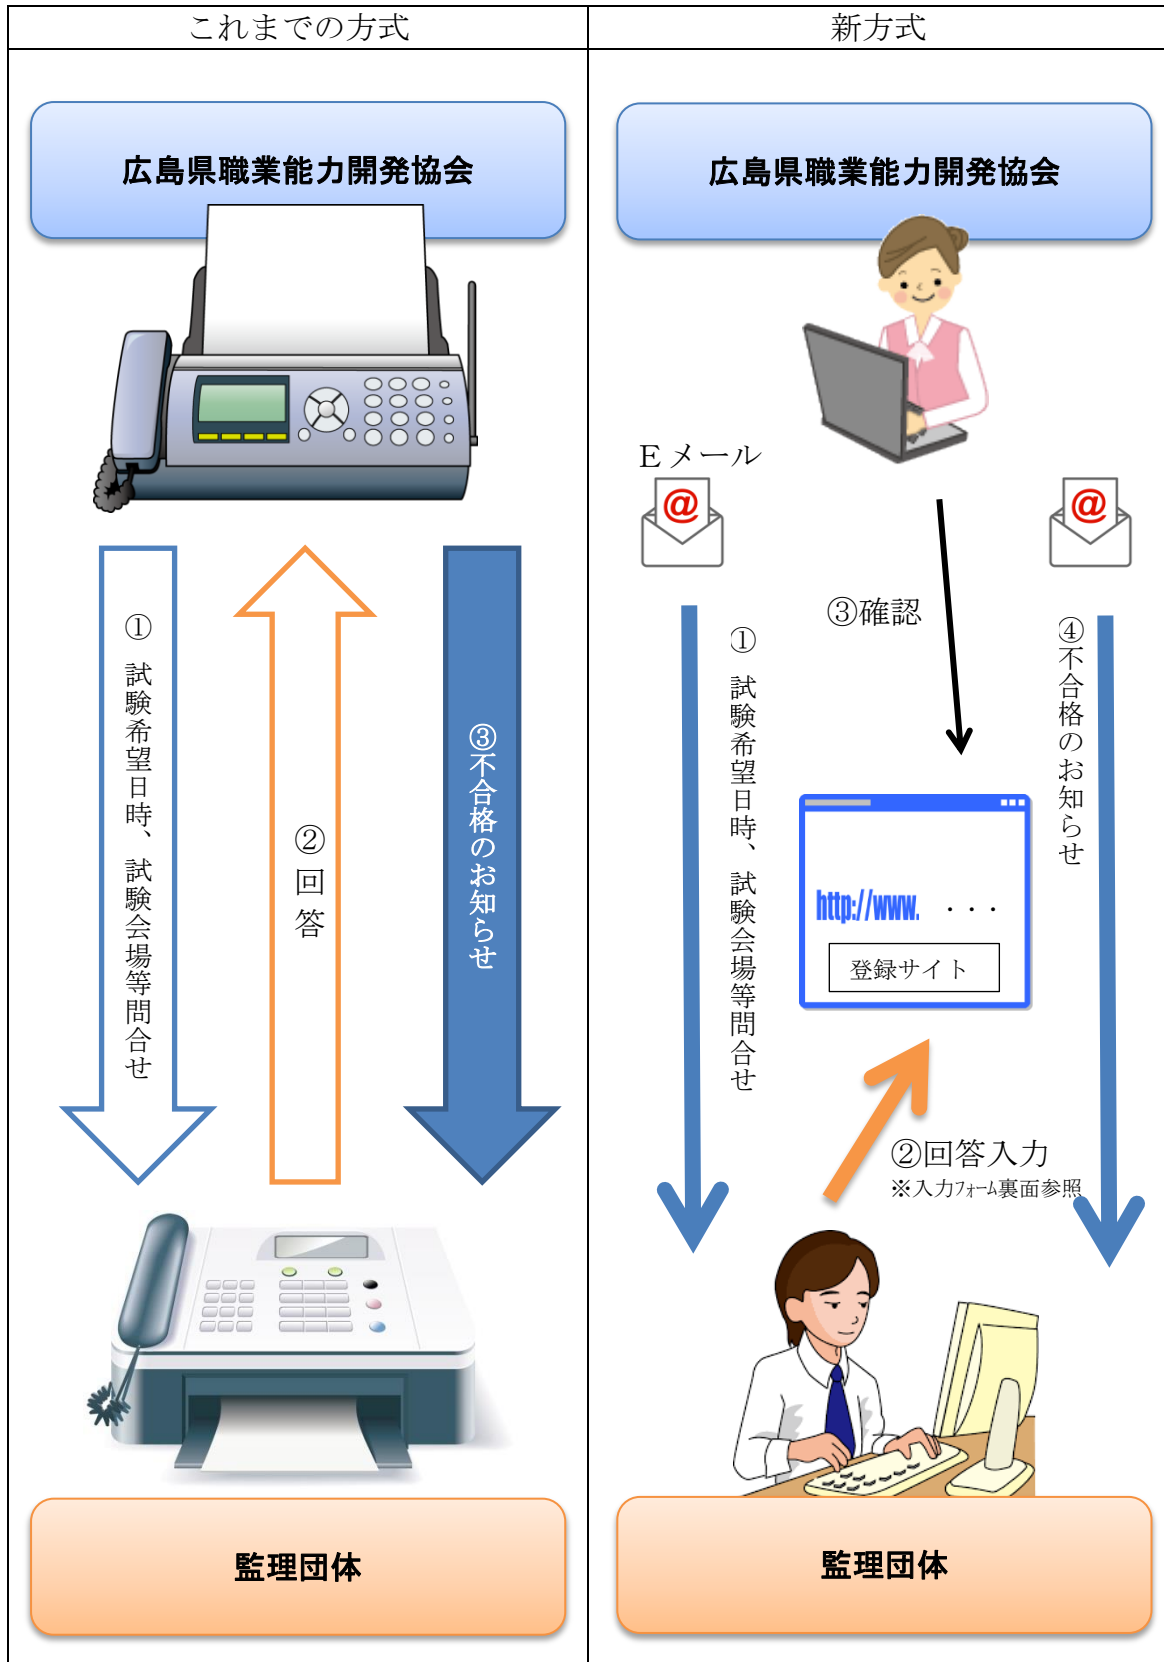 これまでの方式
新方式
広島県職業能力開発協会
① 試験希望日時、試験会場等問合せ
②回答
③不合格のお知らせ
監理団体
広島県職業能力開発協会
Eメール
@
@
③確認
① 試験希望日時、試験会場等問合せ
④不合格のお知らせ
http://www. ・・・
登録サイト
②回答入力
※入力フォーム裏面参照
監理団体